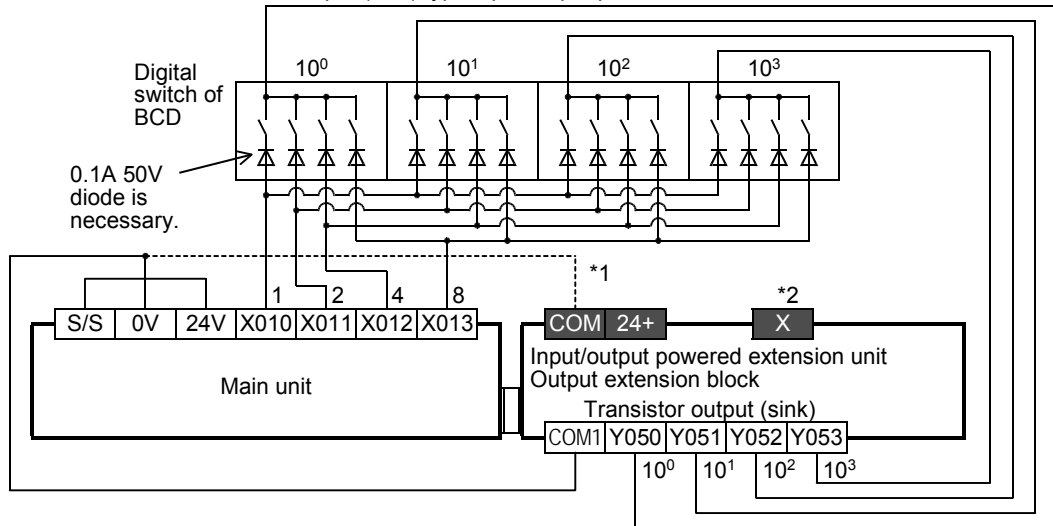 10⁰ 10¹ 10² 10³
Digital
switch of
BCD
0.1A 50V
diode is
necessary.
*1
*2
1 2 4 8
S/S 0V 24V X010 X011 X012 X013
COM 24+ X
Main unit
Input/output powered extension unit
Output extension block
Transistor output (sink)
COM1 Y050 Y051 Y052 Y053
10⁰ 10¹ 10² 10³